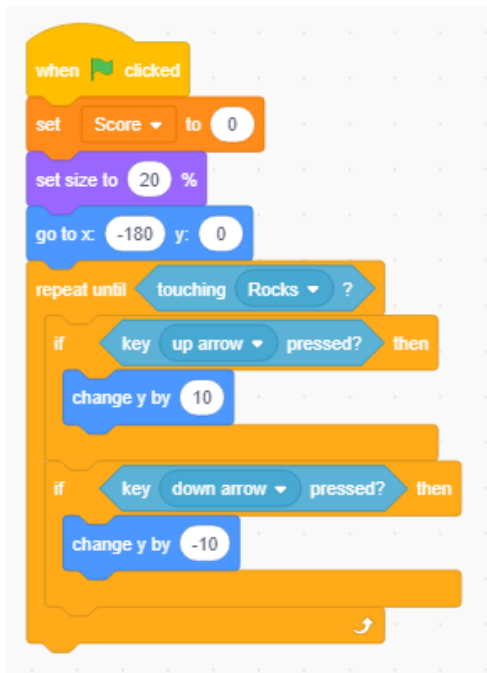 when clicked
set Score to 0
set size to 20 %
go to x: -180 y: 0
repeat until touching Rocks ?
if key up arrow pressed? then
change y by 10
if key down arrow pressed? then
change y by -10